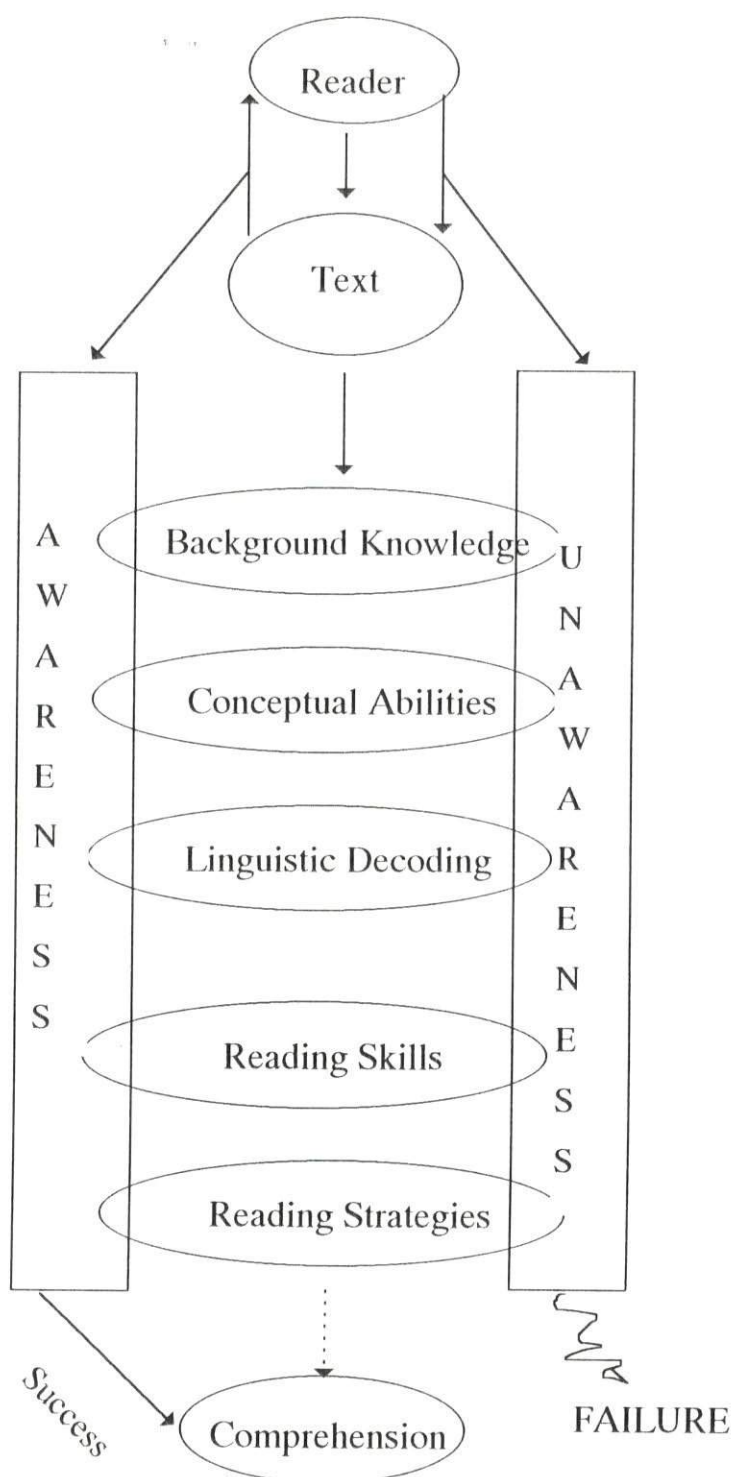 Reader
Text
A
W
A
R
E
N
E
S
S
Background Knowledge
Conceptual Abilities
Linguistic Decoding
Reading Skills
Reading Strategies
U
N
A
W
A
R
E
N
E
S
S
Success
Comprehension
FAILURE